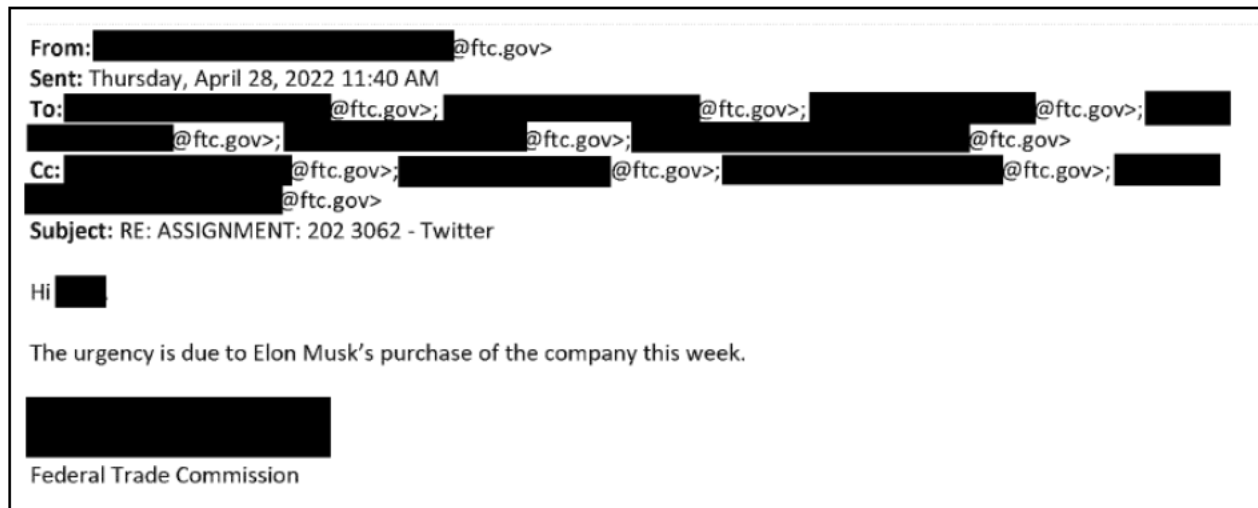 From: @ftc.gov>
Sent: Thursday, April 28, 2022 11:40 AM
To: @ftc.gov>; @ftc.gov>; @ftc.gov>;
@ftc.gov>; @ftc.gov>; @ftc.gov>
Cc: @ftc.gov>; @ftc.gov>; @ftc.gov>;
@ftc.gov>
Subject: RE: ASSIGNMENT: 202 3062 - Twitter
Hi
The urgency is due to Elon Musk's purchase of the company this week.
Federal Trade Commission